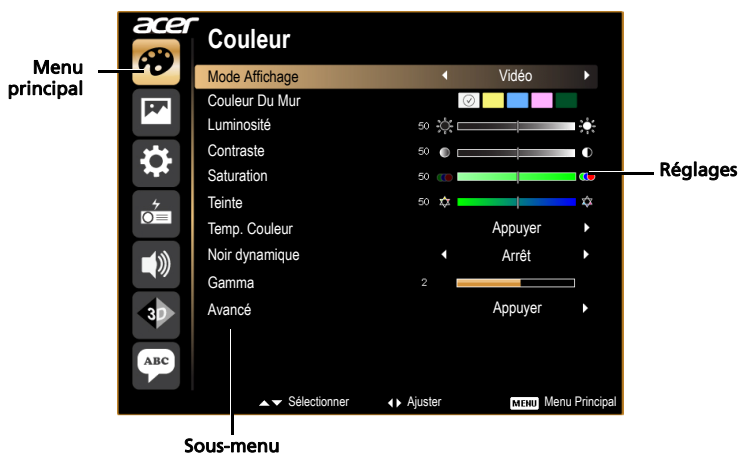 acer
Couleur
Menu principal
Mode Affichage Vidéo
Couleur Du Mur
Luminosité 50
Contraste 50
Saturation 50
Réglages
Teinte 50
Temp. Couleur Appuyer
Noir dynamique Arrêt
Gamma 2
3D
Avancé Appuyer
ABC
Sélectionner Ajuster MENU Menu Principal
Sous-menu